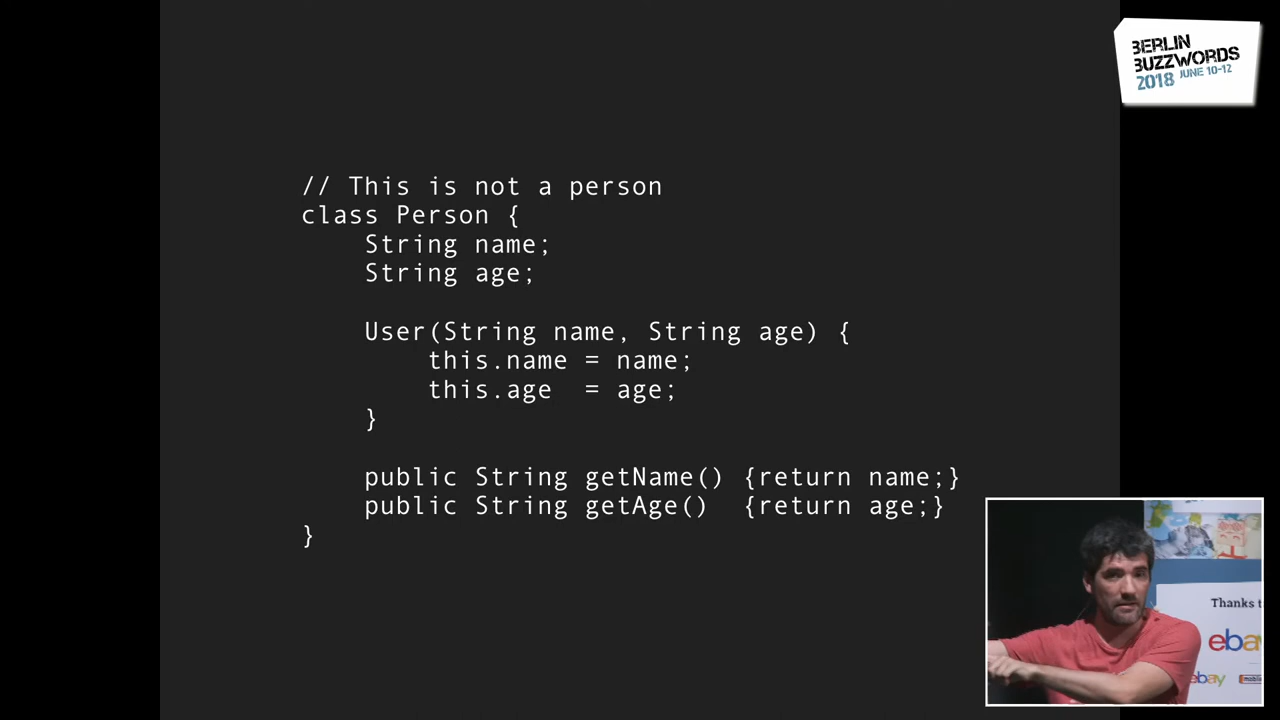 BERLIN
BUZZWORDS
2018 JUNE 10-12
// This is not a person
class Person {
    String name;
    String age;
    User(String name, String age) {
        this.name = name;
        this.age  = age;
    }
    public String getName() {return name;}
    public String getAge()  {return age;}
}
Thanks t
ebay
ebay